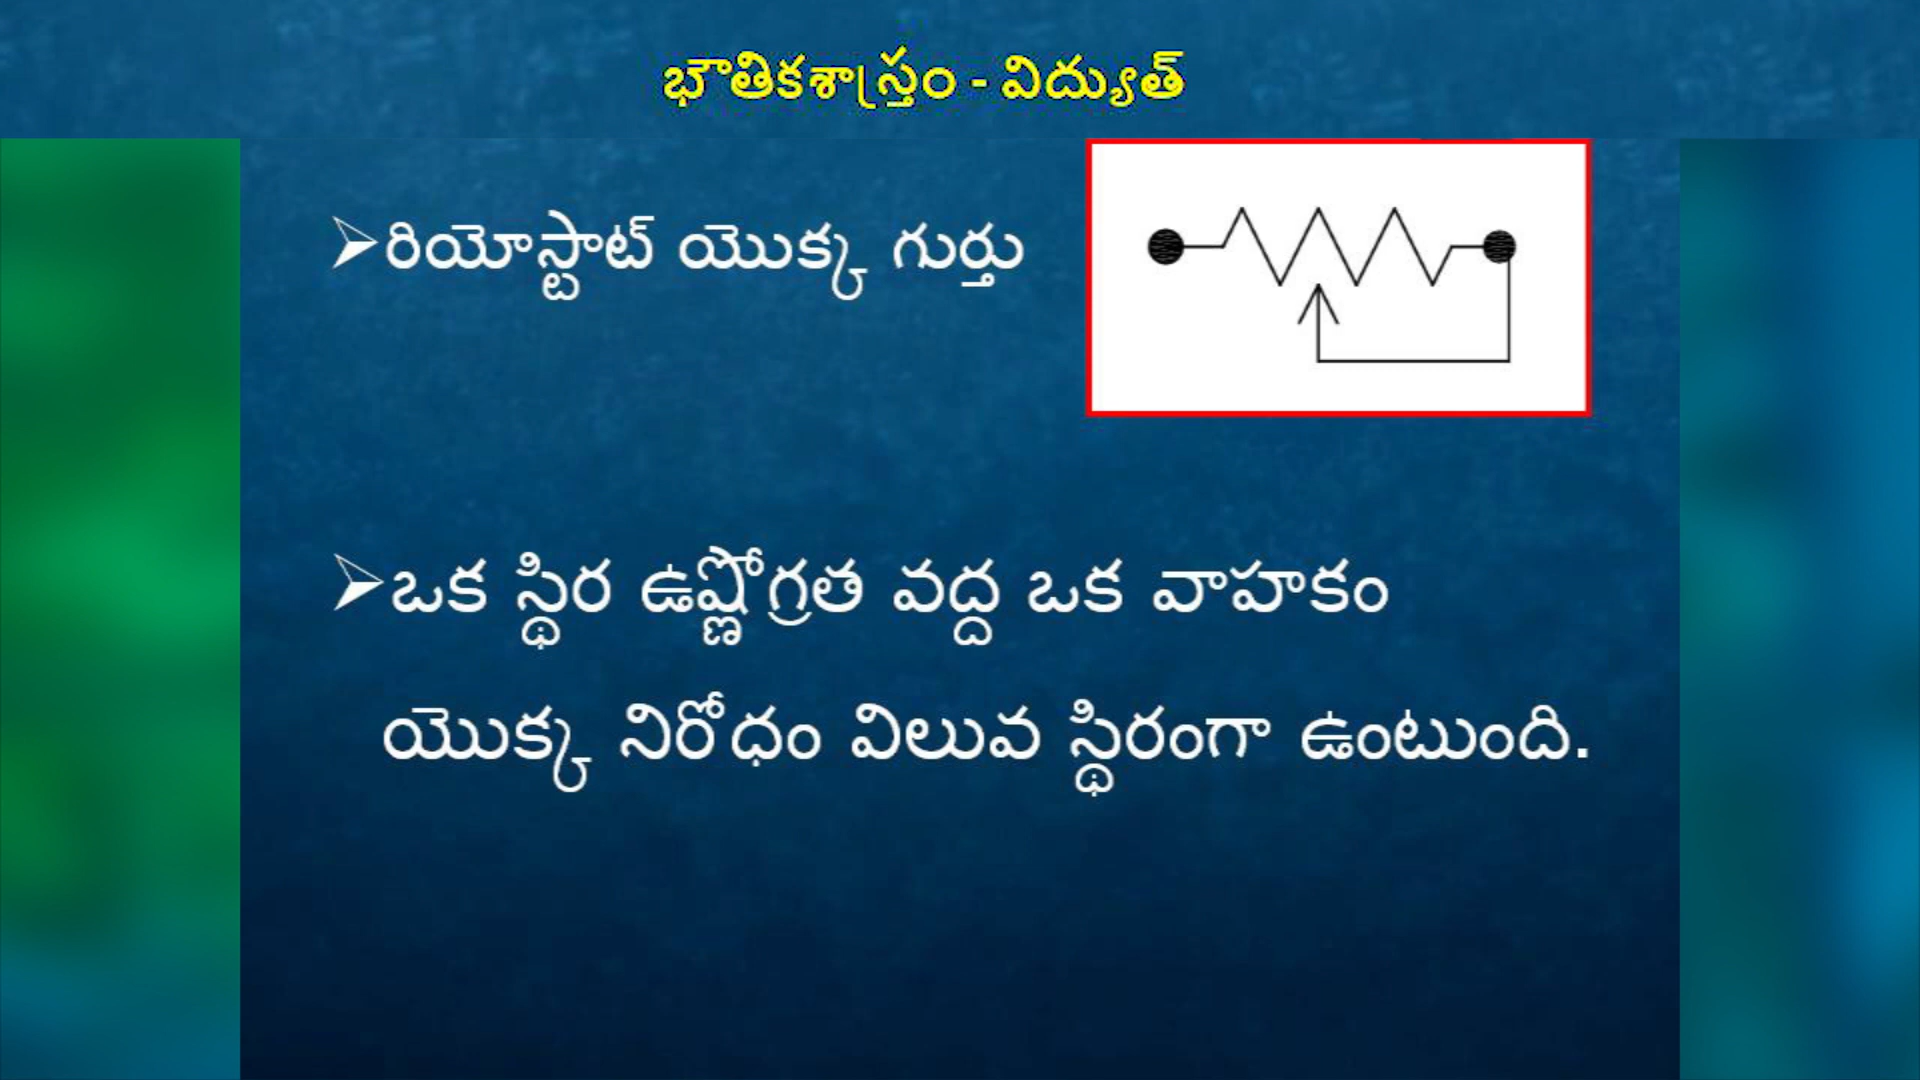 భౌతికశాస్త్రం - విద్యుత్
➢రియోస్టాట్ యొక్క గుర్తు
➢ఒక స్థిర ఉష్ణోగ్రత వద్ద ఒక వాహకం
యొక్క నిరోధం విలువ స్థిరంగా ఉంటుంది.